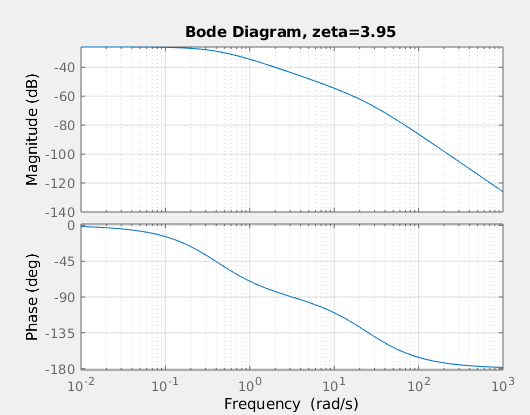 Bode Diagram, zeta=3.95
Magnitude (dB)
-40
-60
-80
-100
-120
-140
Phase (deg)
0
-45
-90
-135
-180
10^-2 10^-1 10^0 10^1 10^2 10^3
Frequency (rad/s)